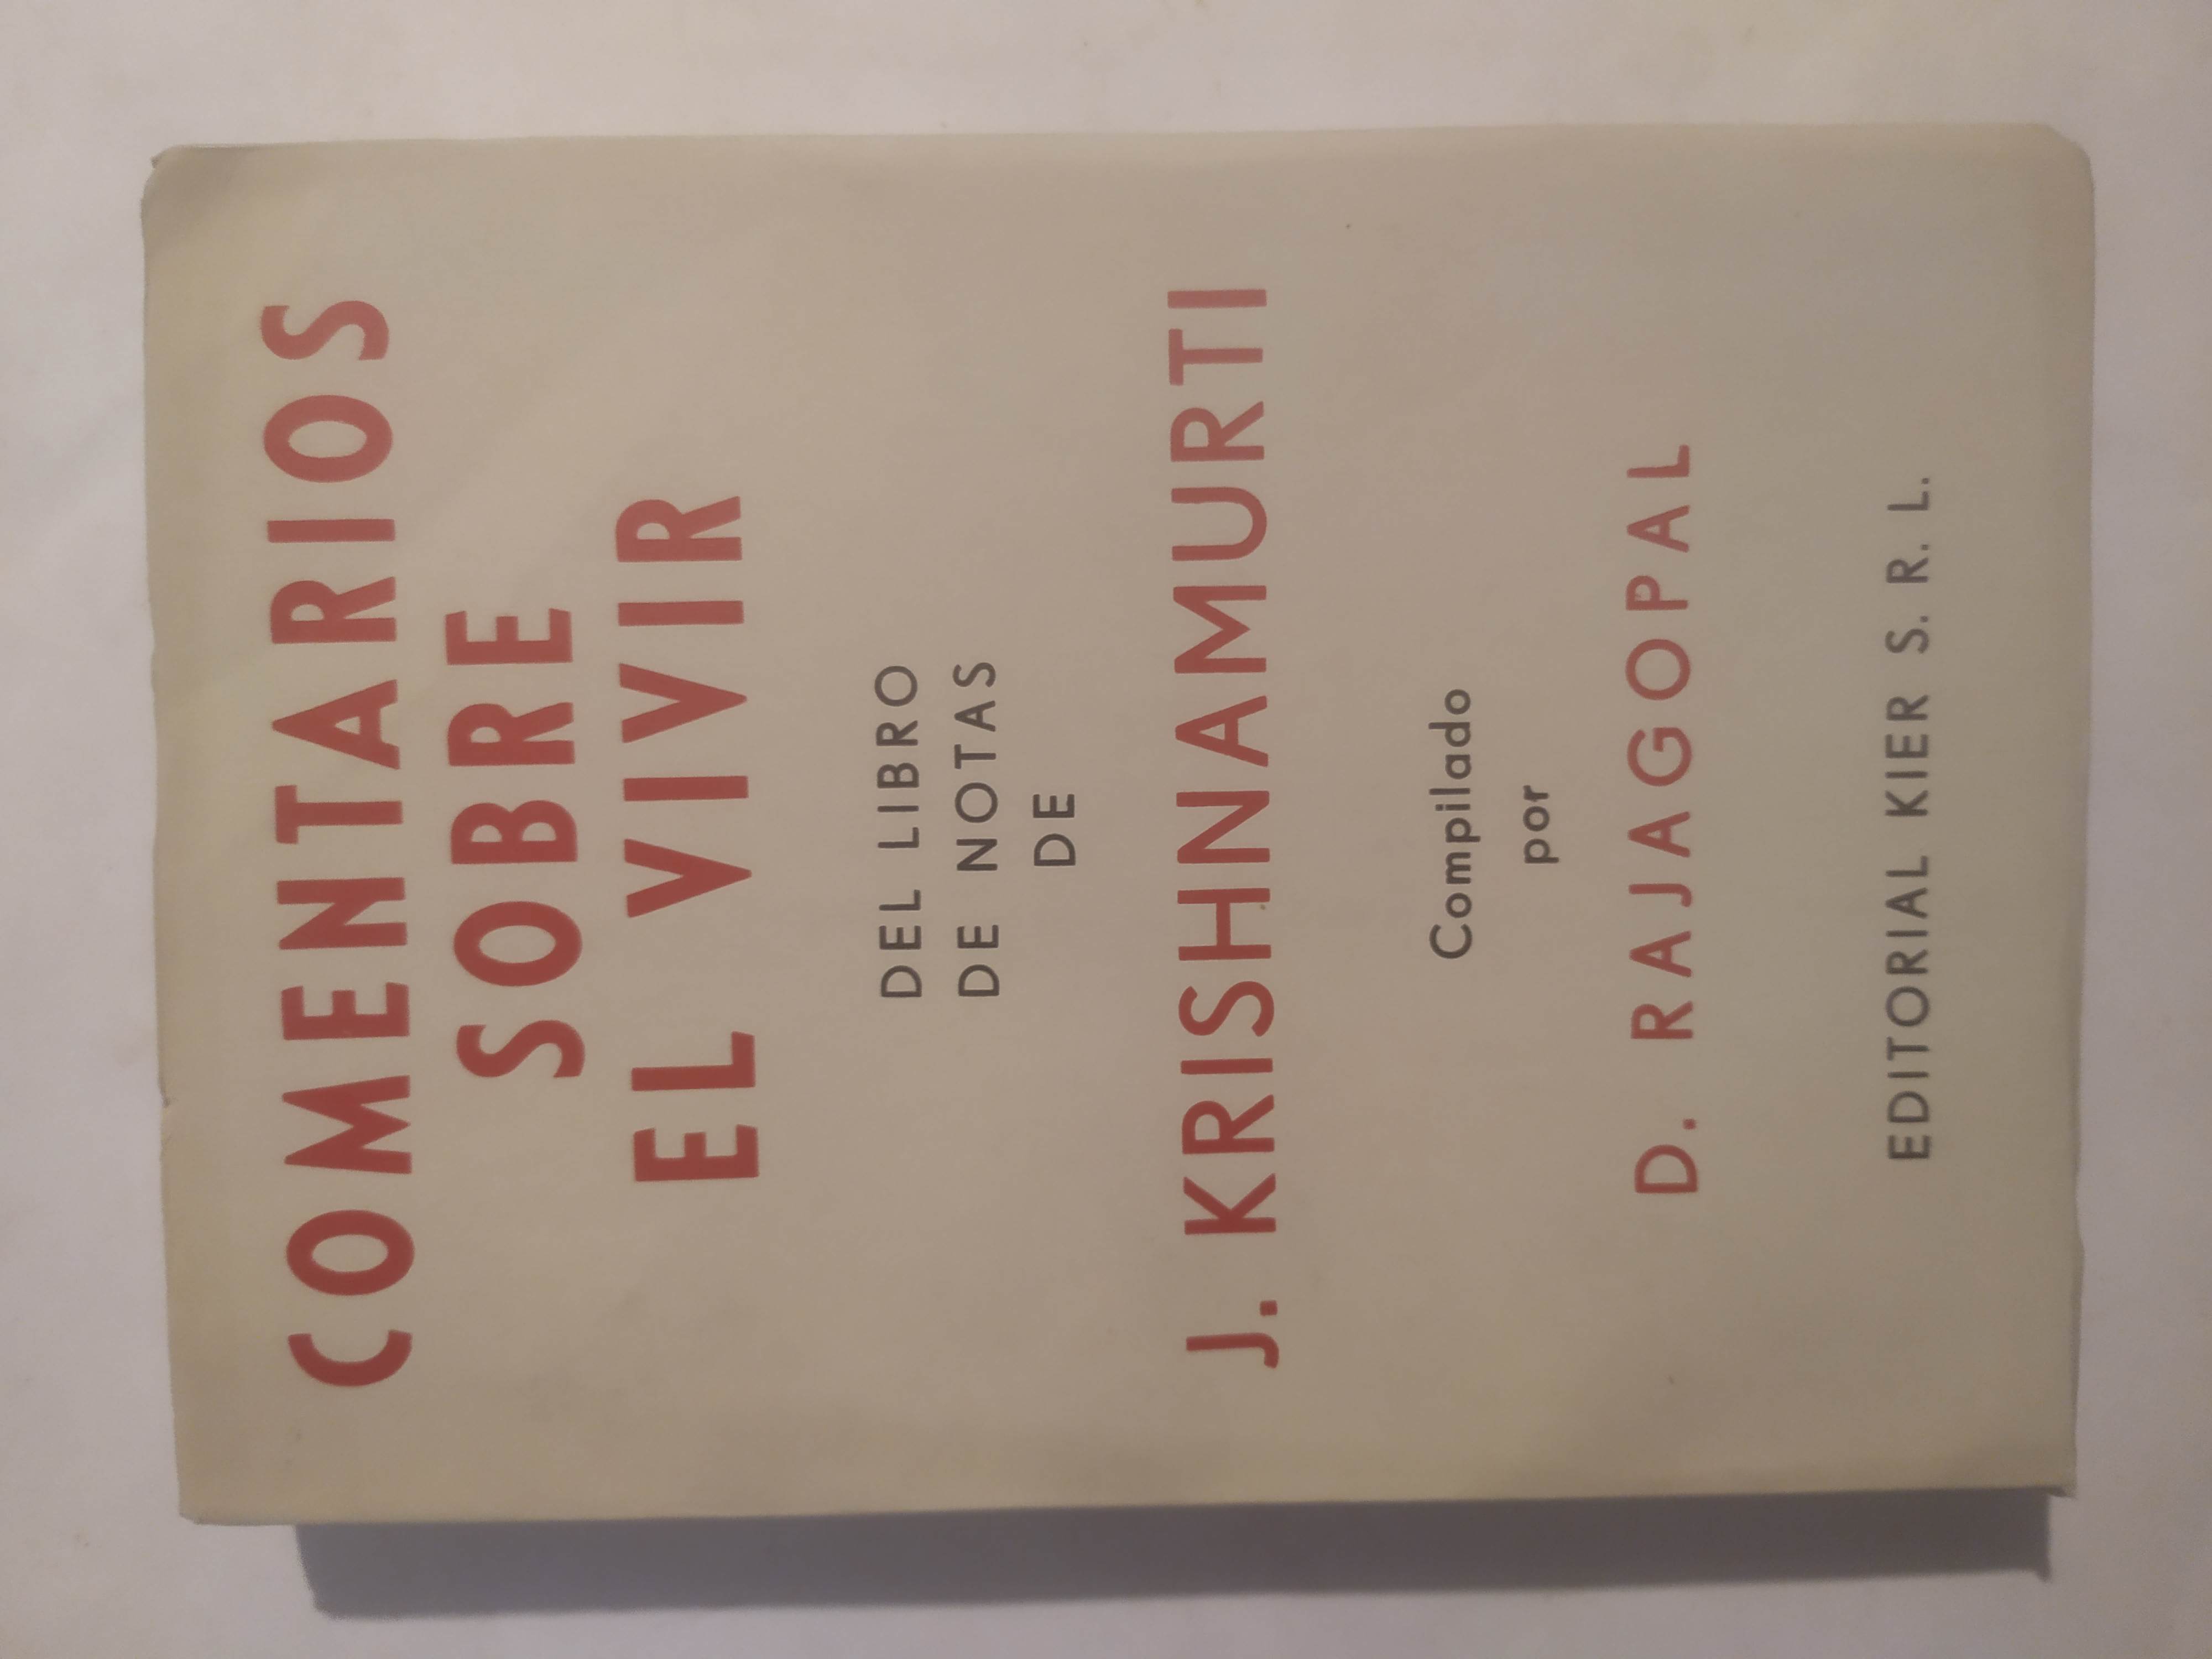 COMENTARIOS
SOBRE
EL VIVIR
DEL LIBRO
DE NOTAS
DE
J. KRISHNAMURTI
Compilado
por
D. RAJAGOPAL
EDITORIAL KIER S. R. L.